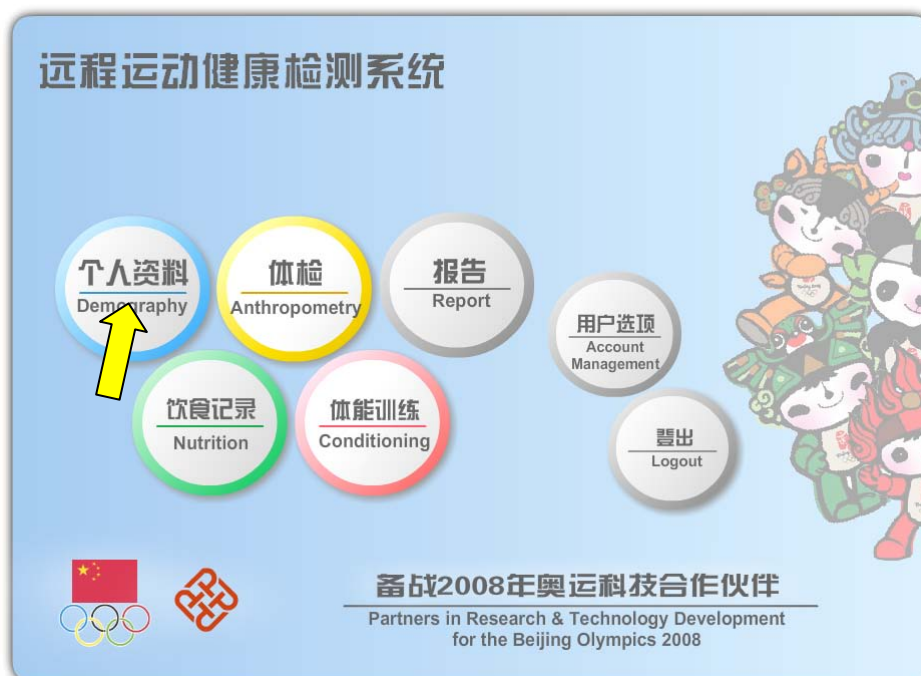 远程运动健康检测系统
个人资料
Demography
体检
Anthropometry
报告
Report
用户选项
Account
Management
饮食记录
Nutrition
体能训练
Conditioning
登出
Logout
备战2008年奥运科技合作伙伴
Partners in Research & Technology Development
for the Beijing Olympics 2008